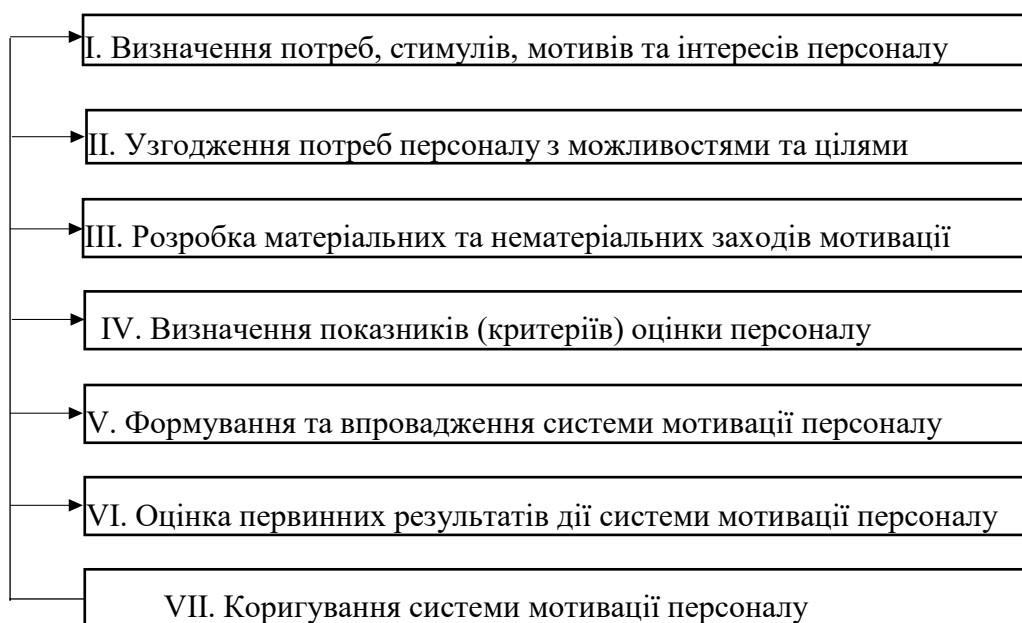 I. Визначення потреб, стимулів, мотивів та інтересів персоналу
II. Узгодження потреб персоналу з можливостями та цілями
III. Розробка матеріальних та нематеріальних заходів мотивації
IV. Визначення показників (критеріїв) оцінки персоналу
V. Формування та впровадження системи мотивації персоналу
VI. Оцінка первинних результатів дії системи мотивації персоналу
VII. Коригування системи мотивації персоналу